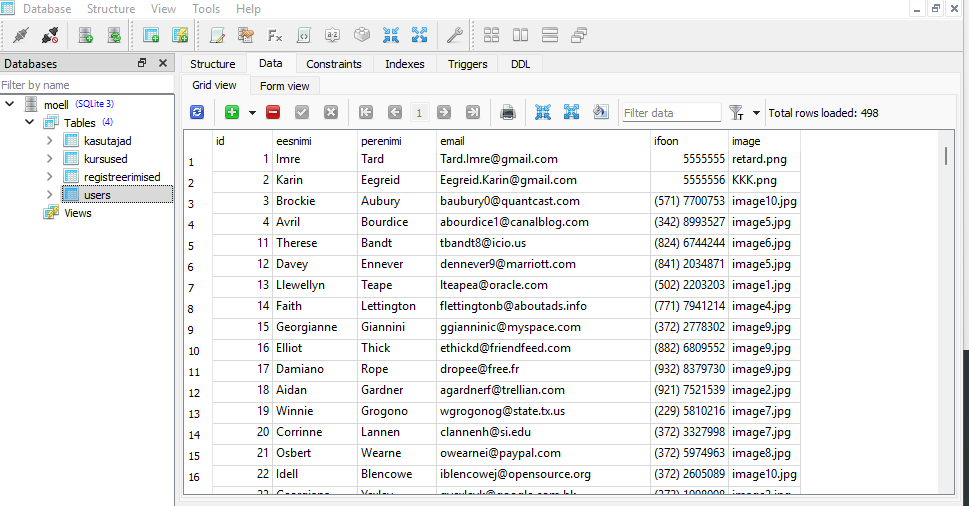 Database Structure View Tools Help
Databases
Filter by name
moell (SQLite 3)
Tables (4)
kasutajad
kursused
registreerimised
users
Views
Structure Data Constraints Indexes Triggers DDL
Grid view Form view
1 Filter data Total rows loaded: 498
id eesnimi perenimi email ifoon image
1 1 Imre Tard Tard.Imre@gmail.com 5555555 retard.png
2 2 Karin Eegreid Eegreid.Karin@gmail.com 5555556 KKK.png
3 3 Brockie Aubury baubury0@quantcast.com (571) 7700753 image10.jpg
4 4 Avril Bourdice abourdice1@canalblog.com (342) 8993527 image5.jpg
5 11 Therese Bandt tbandt8@icio.us (824) 6744244 image6.jpg
6 12 Davey Ennever dennever9@marriott.com (841) 2034871 image5.jpg
7 13 Llewellyn Teape lteapea@oracle.com (502) 2203203 image1.jpg
8 14 Faith Lettington flettingtonb@aboutads.info (771) 7941214 image4.jpg
9 15 Georgianne Giannini ggianninic@myspace.com (372) 2778302 image9.jpg
10 16 Elliot Thick ethickd@friendfeed.com (882) 6809552 image9.jpg
11 17 Damiano Rope dropee@free.fr (932) 8379730 image9.jpg
12 18 Aidan Gardner agardnerf@trellian.com (921) 7521539 image2.jpg
13 19 Winnie Grogono wgrogonog@state.tx.us (229) 5810216 image7.jpg
14 20 Corrinne Lannen clannenh@si.edu (372) 3327998 image7.jpg
15 21 Osbert Wearne owearnei@paypal.com (372) 5974963 image8.jpg
16 22 Idell Blencowe iblencowej@opensource.org (372) 2605089 image10.jpg